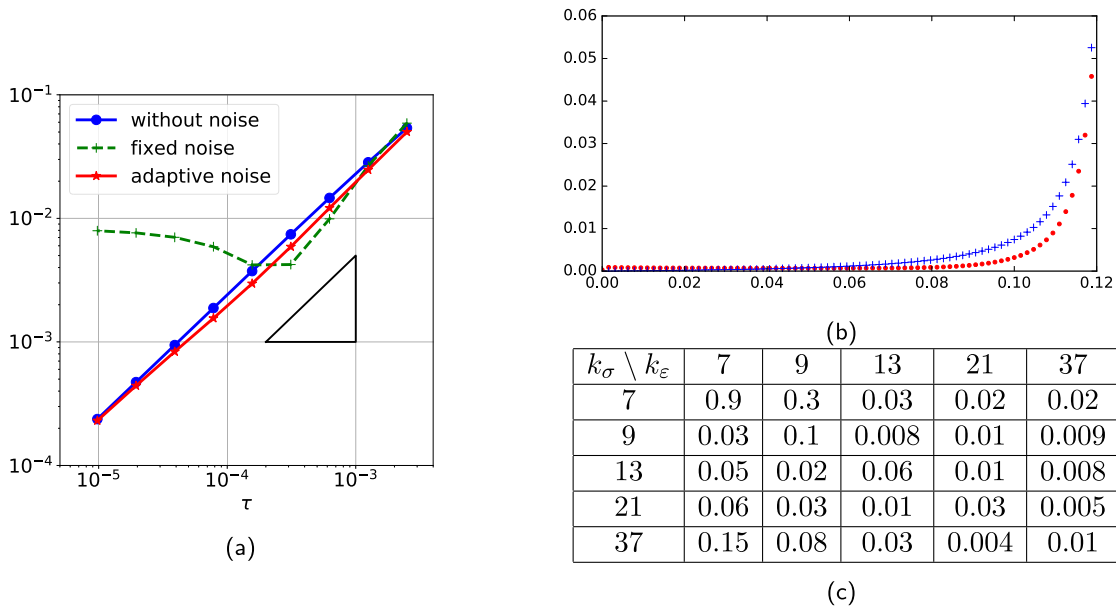 10⁻¹
10⁻²
10⁻³
10⁻⁴
without noise
fixed noise
adaptive noise
10⁻⁵ 10⁻⁴ 10⁻³
τ
(a)
0.06
0.05
0.04
0.03
0.02
0.01
0.00
0.00 0.02 0.04 0.06 0.08 0.10 0.12
(b)
k_σ \ k_ε 7 9 13 21 37
7 0.9 0.3 0.03 0.02 0.02
9 0.03 0.1 0.008 0.01 0.009
13 0.05 0.02 0.06 0.01 0.008
21 0.06 0.03 0.01 0.03 0.005
37 0.15 0.08 0.03 0.004 0.01
(c)